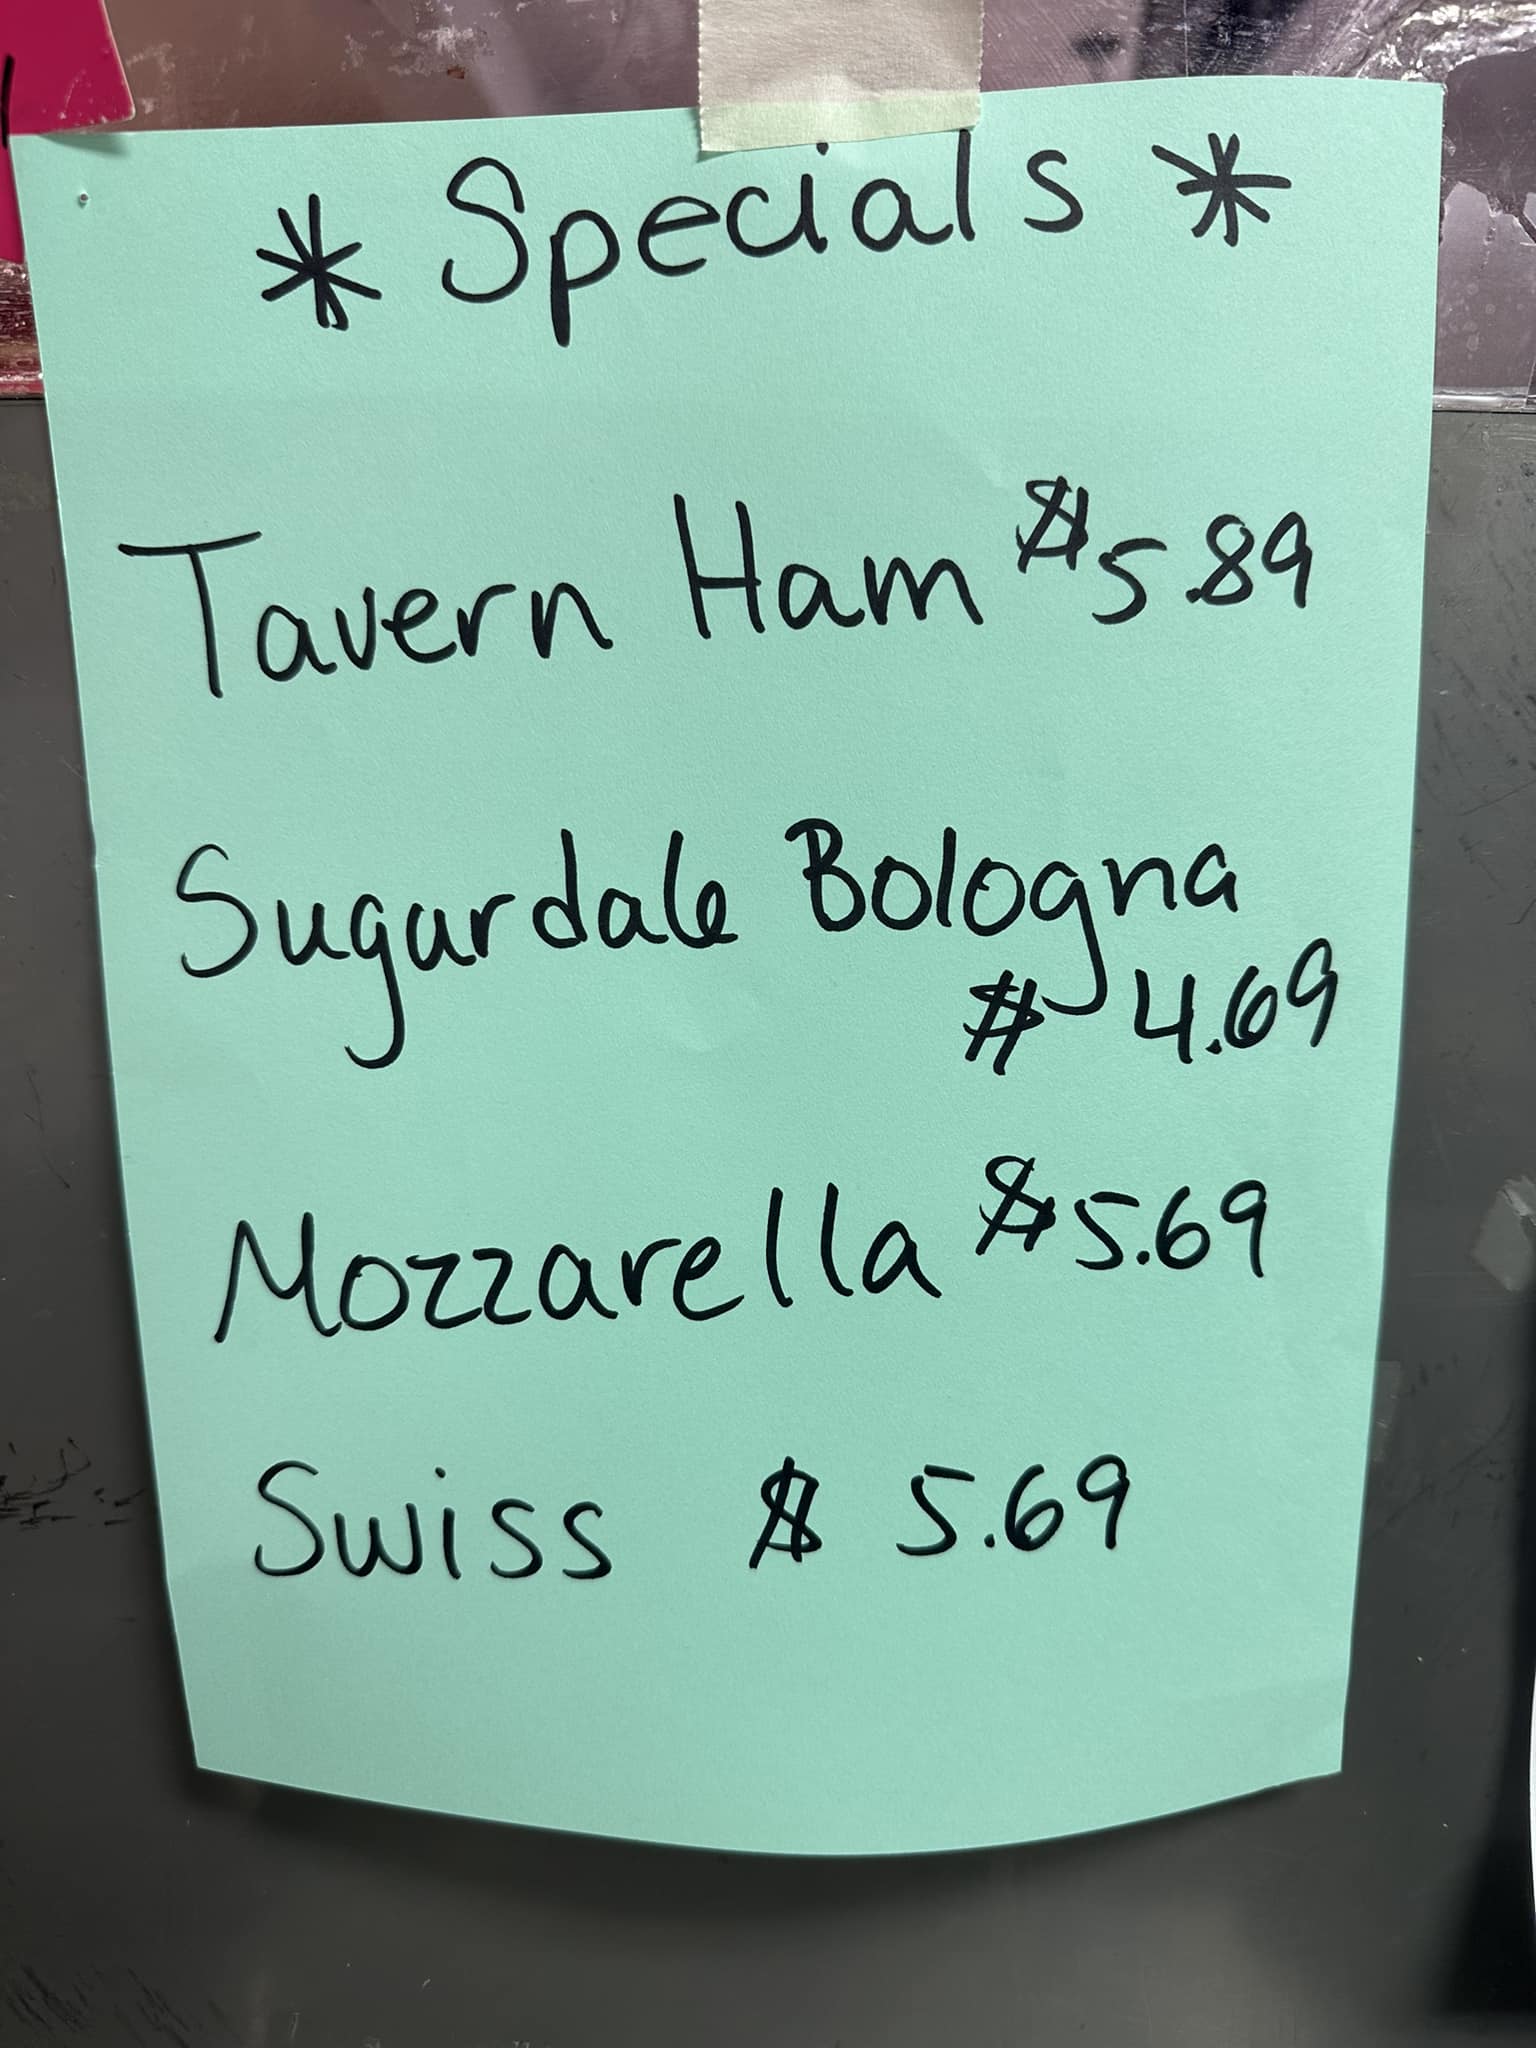 * Specials *
Tavern Ham $5.89
Sugardale Bologna
$ 4.69
Mozzarella $5.69
Swiss $ 5.69